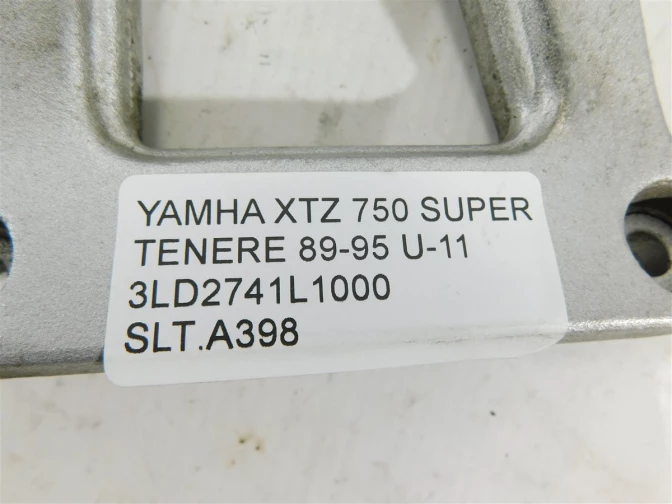 YAMHA XTZ 750 SUPER
TENERE 89-95 U-11
3LD2741L1000
SLT.A398